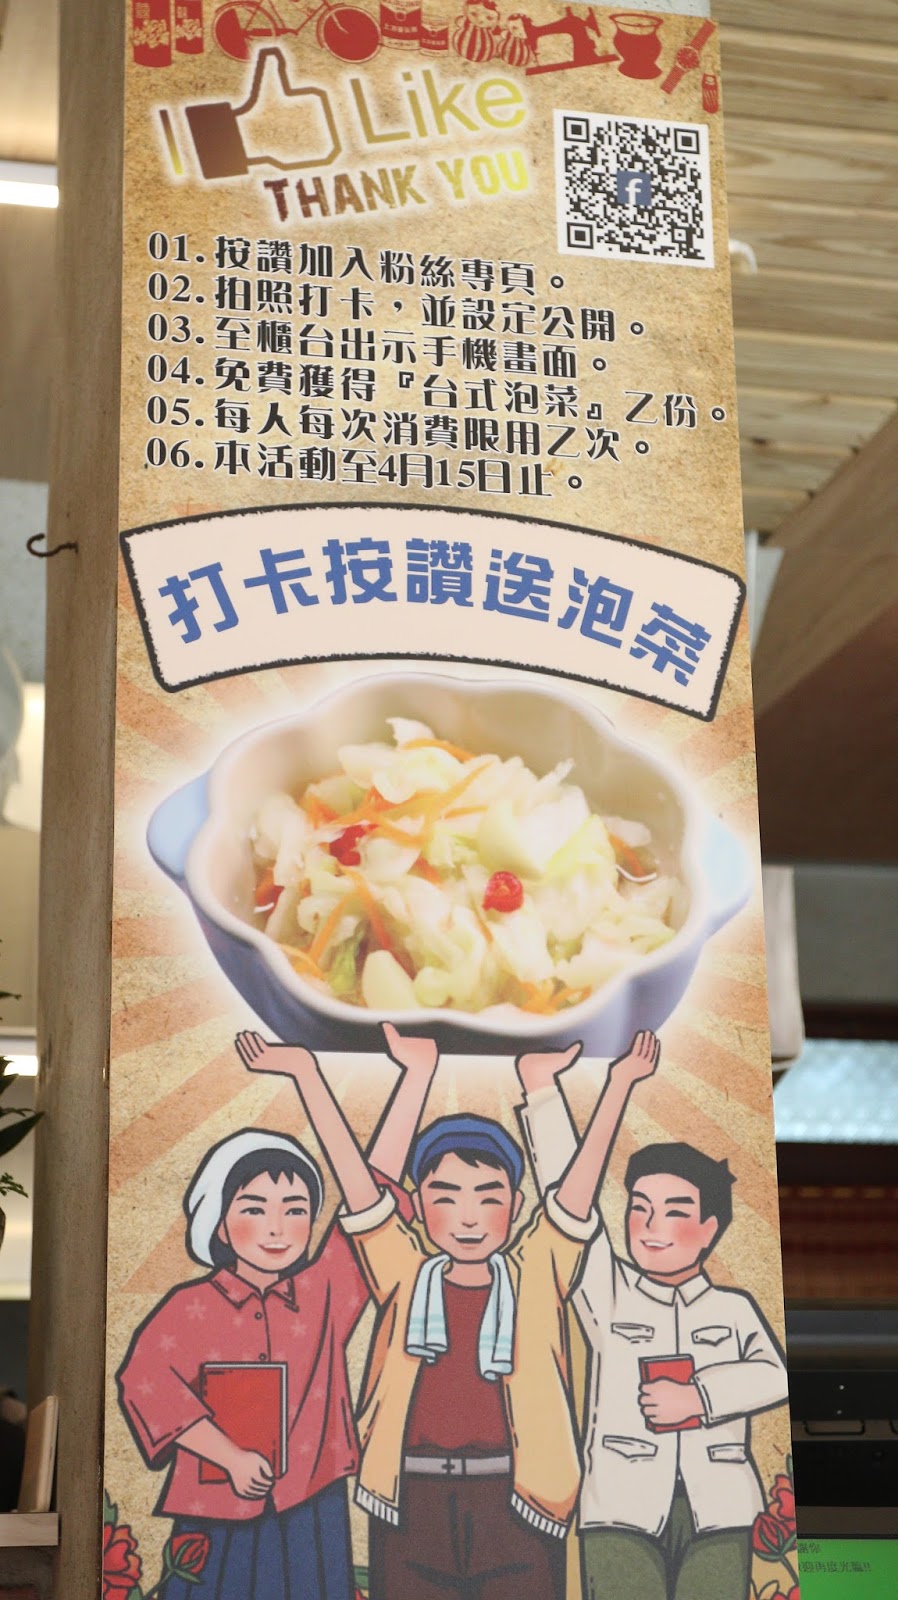 Like
THANK YOU
01.按讚加入粉絲專頁。
02.拍照打卡，並設定公開。
03.至櫃台出示手機畫面。
04.免費獲得『台式泡菜』乙份。
05.每人每次消費限用乙次。
06.本活動至4月15日止。
打卡按讚送泡菜